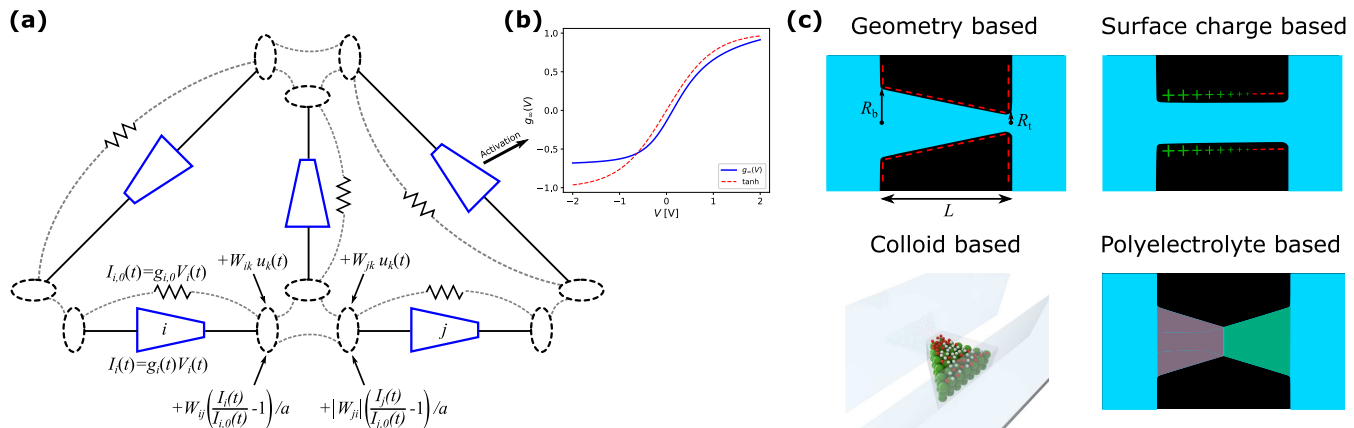 (a)
Activation
I_{i,0}(t)=g_{i,0}V_i(t)
+W_{ik} u_k(t)
+W_{jk} u_k(t)
i
j
I_i(t)=g_i(t)V_i(t)
+W_{ij}(I_i(t)/I_{i,0}(t) -1)/a
+|W_{ji}|(I_j(t)/I_{i,0}(t) -1)/a
(b)
1.0
0.5
0.0
−0.5
−1.0
g_∞(V)
−2
−1
0
1
2
V [V]
g_∞(V)
tanh
(c)
Geometry based
R_b
R_t
L
Surface charge based
Colloid based
Polyelectrolyte based